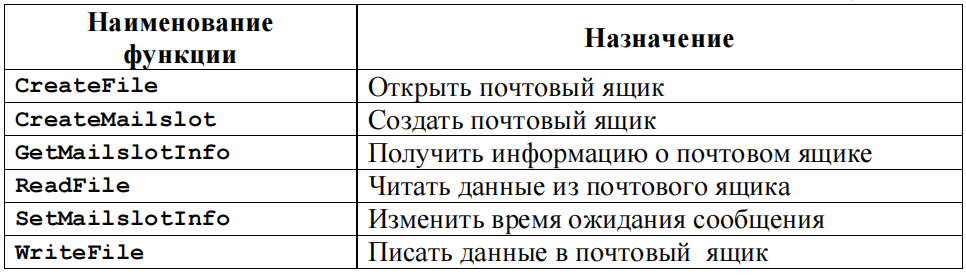 Наименование
функции
Назначение
CreateFile Открыть почтовый ящик
CreateMailslot Создать почтовый ящик
GetMailslotInfo Получить информацию о почтовом ящике
ReadFile Читать данные из почтового ящика
SetMailslotInfo Изменить время ожидания сообщения
WriteFile Писать данные в почтовый ящик